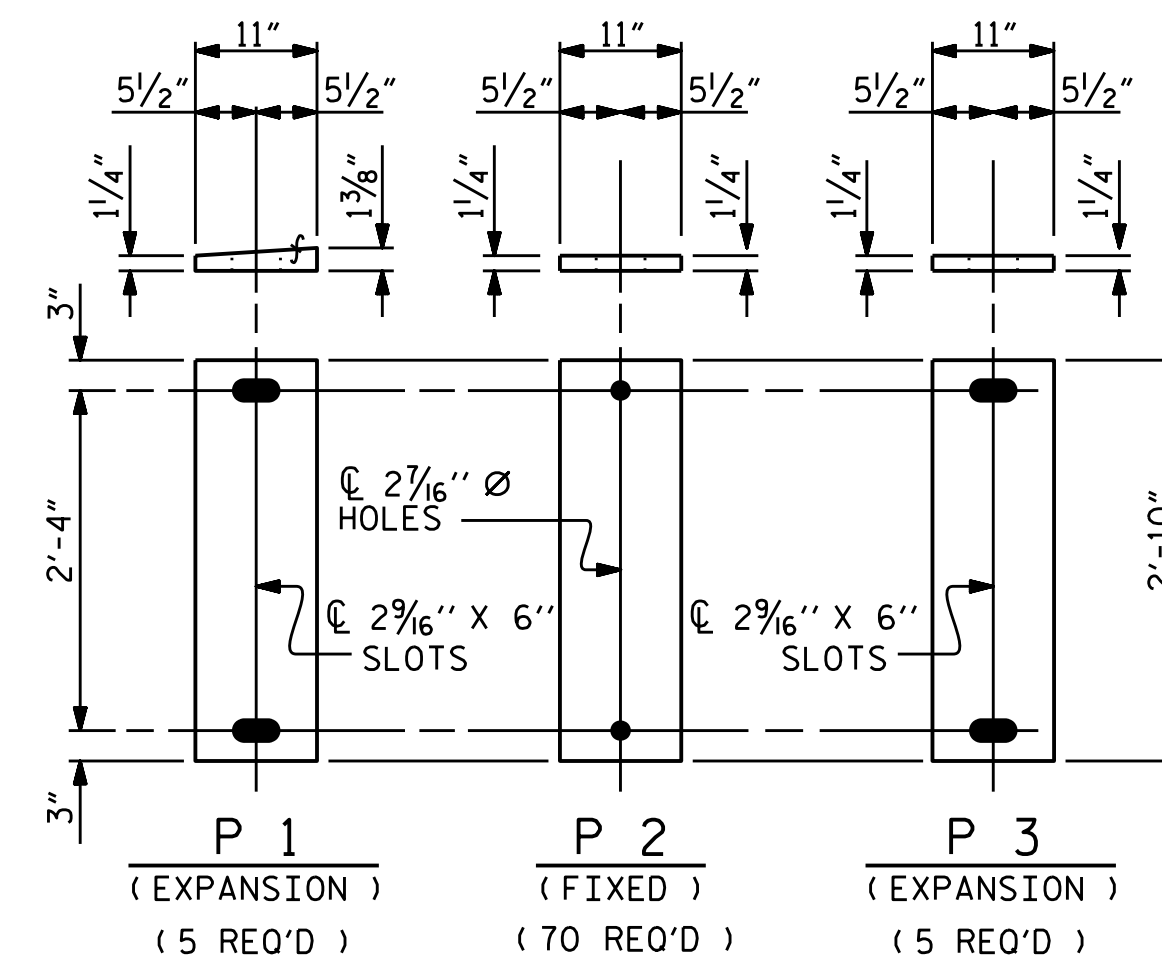 11" 11" 11"
5½" 5½" 5½" 5½" 5½" 5½"
1¼" 1⅜" 1¼" 1¼" 1¼" 1¼"
3"
2'-4"
3"
℄ 2⁷⁄₁₆'' Ø
HOLES
℄ 2⁹⁄₁₆'' X 6''
SLOTS
℄ 2⁹⁄₁₆'' X 6''
SLOTS
2'-10"
P 1
( EXPANSION )
( 5 REQ'D )
P 2
( FIXED )
( 70 REQ'D )
P 3
( EXPANSION )
( 5 REQ'D )